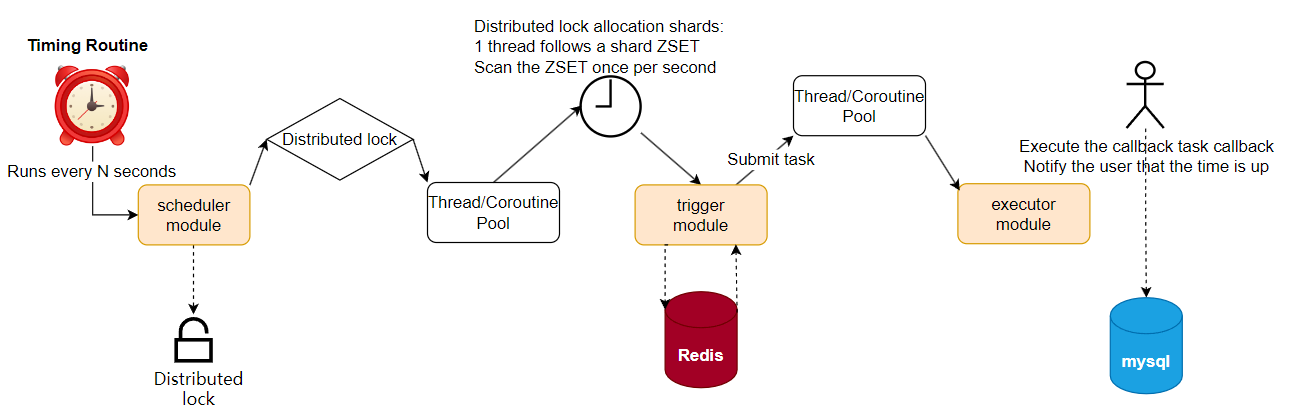 Distributed lock allocation shards:
1 thread follows a shard ZSET
Scan the ZSET once per second
Timing Routine
Runs every N seconds
scheduler
module
Distributed lock
Thread/Coroutine
Pool
trigger
module
Submit task
Thread/Coroutine
Pool
executor
module
Execute the callback task callback
Notify the user that the time is up
Distributed
lock
Redis
mysql